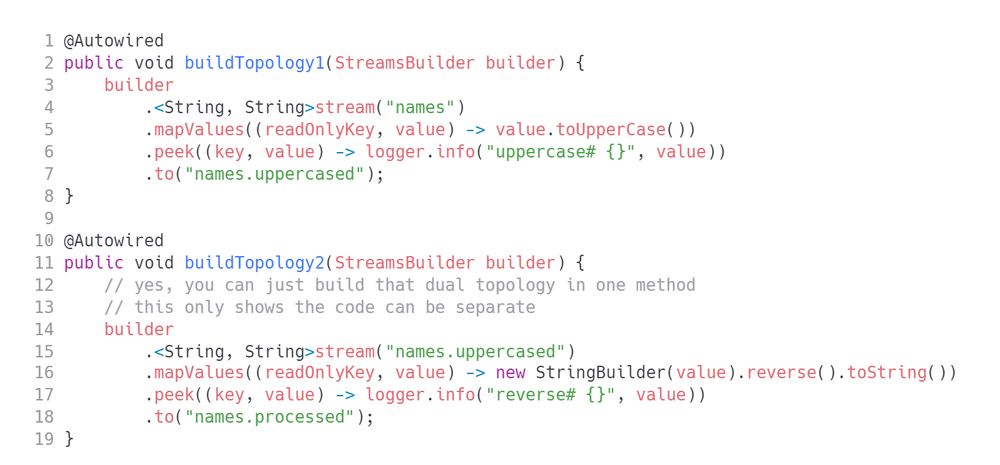 1 @Autowired
2 public void buildTopology1(StreamsBuilder builder) {
3     builder
4         .<String, String>stream("names")
5         .mapValues((readOnlyKey, value) -> value.toUpperCase())
6         .peek((key, value) -> logger.info("uppercase# {}", value))
7         .to("names.uppercased");
8 }
9
10 @Autowired
11 public void buildTopology2(StreamsBuilder builder) {
12     // yes, you can just build that dual topology in one method
13     // this only shows the code can be separate
14     builder
15         .<String, String>stream("names.uppercased")
16         .mapValues((readOnlyKey, value) -> new StringBuilder(value).reverse().toString())
17         .peek((key, value) -> logger.info("reverse# {}", value))
18         .to("names.processed");
19 }